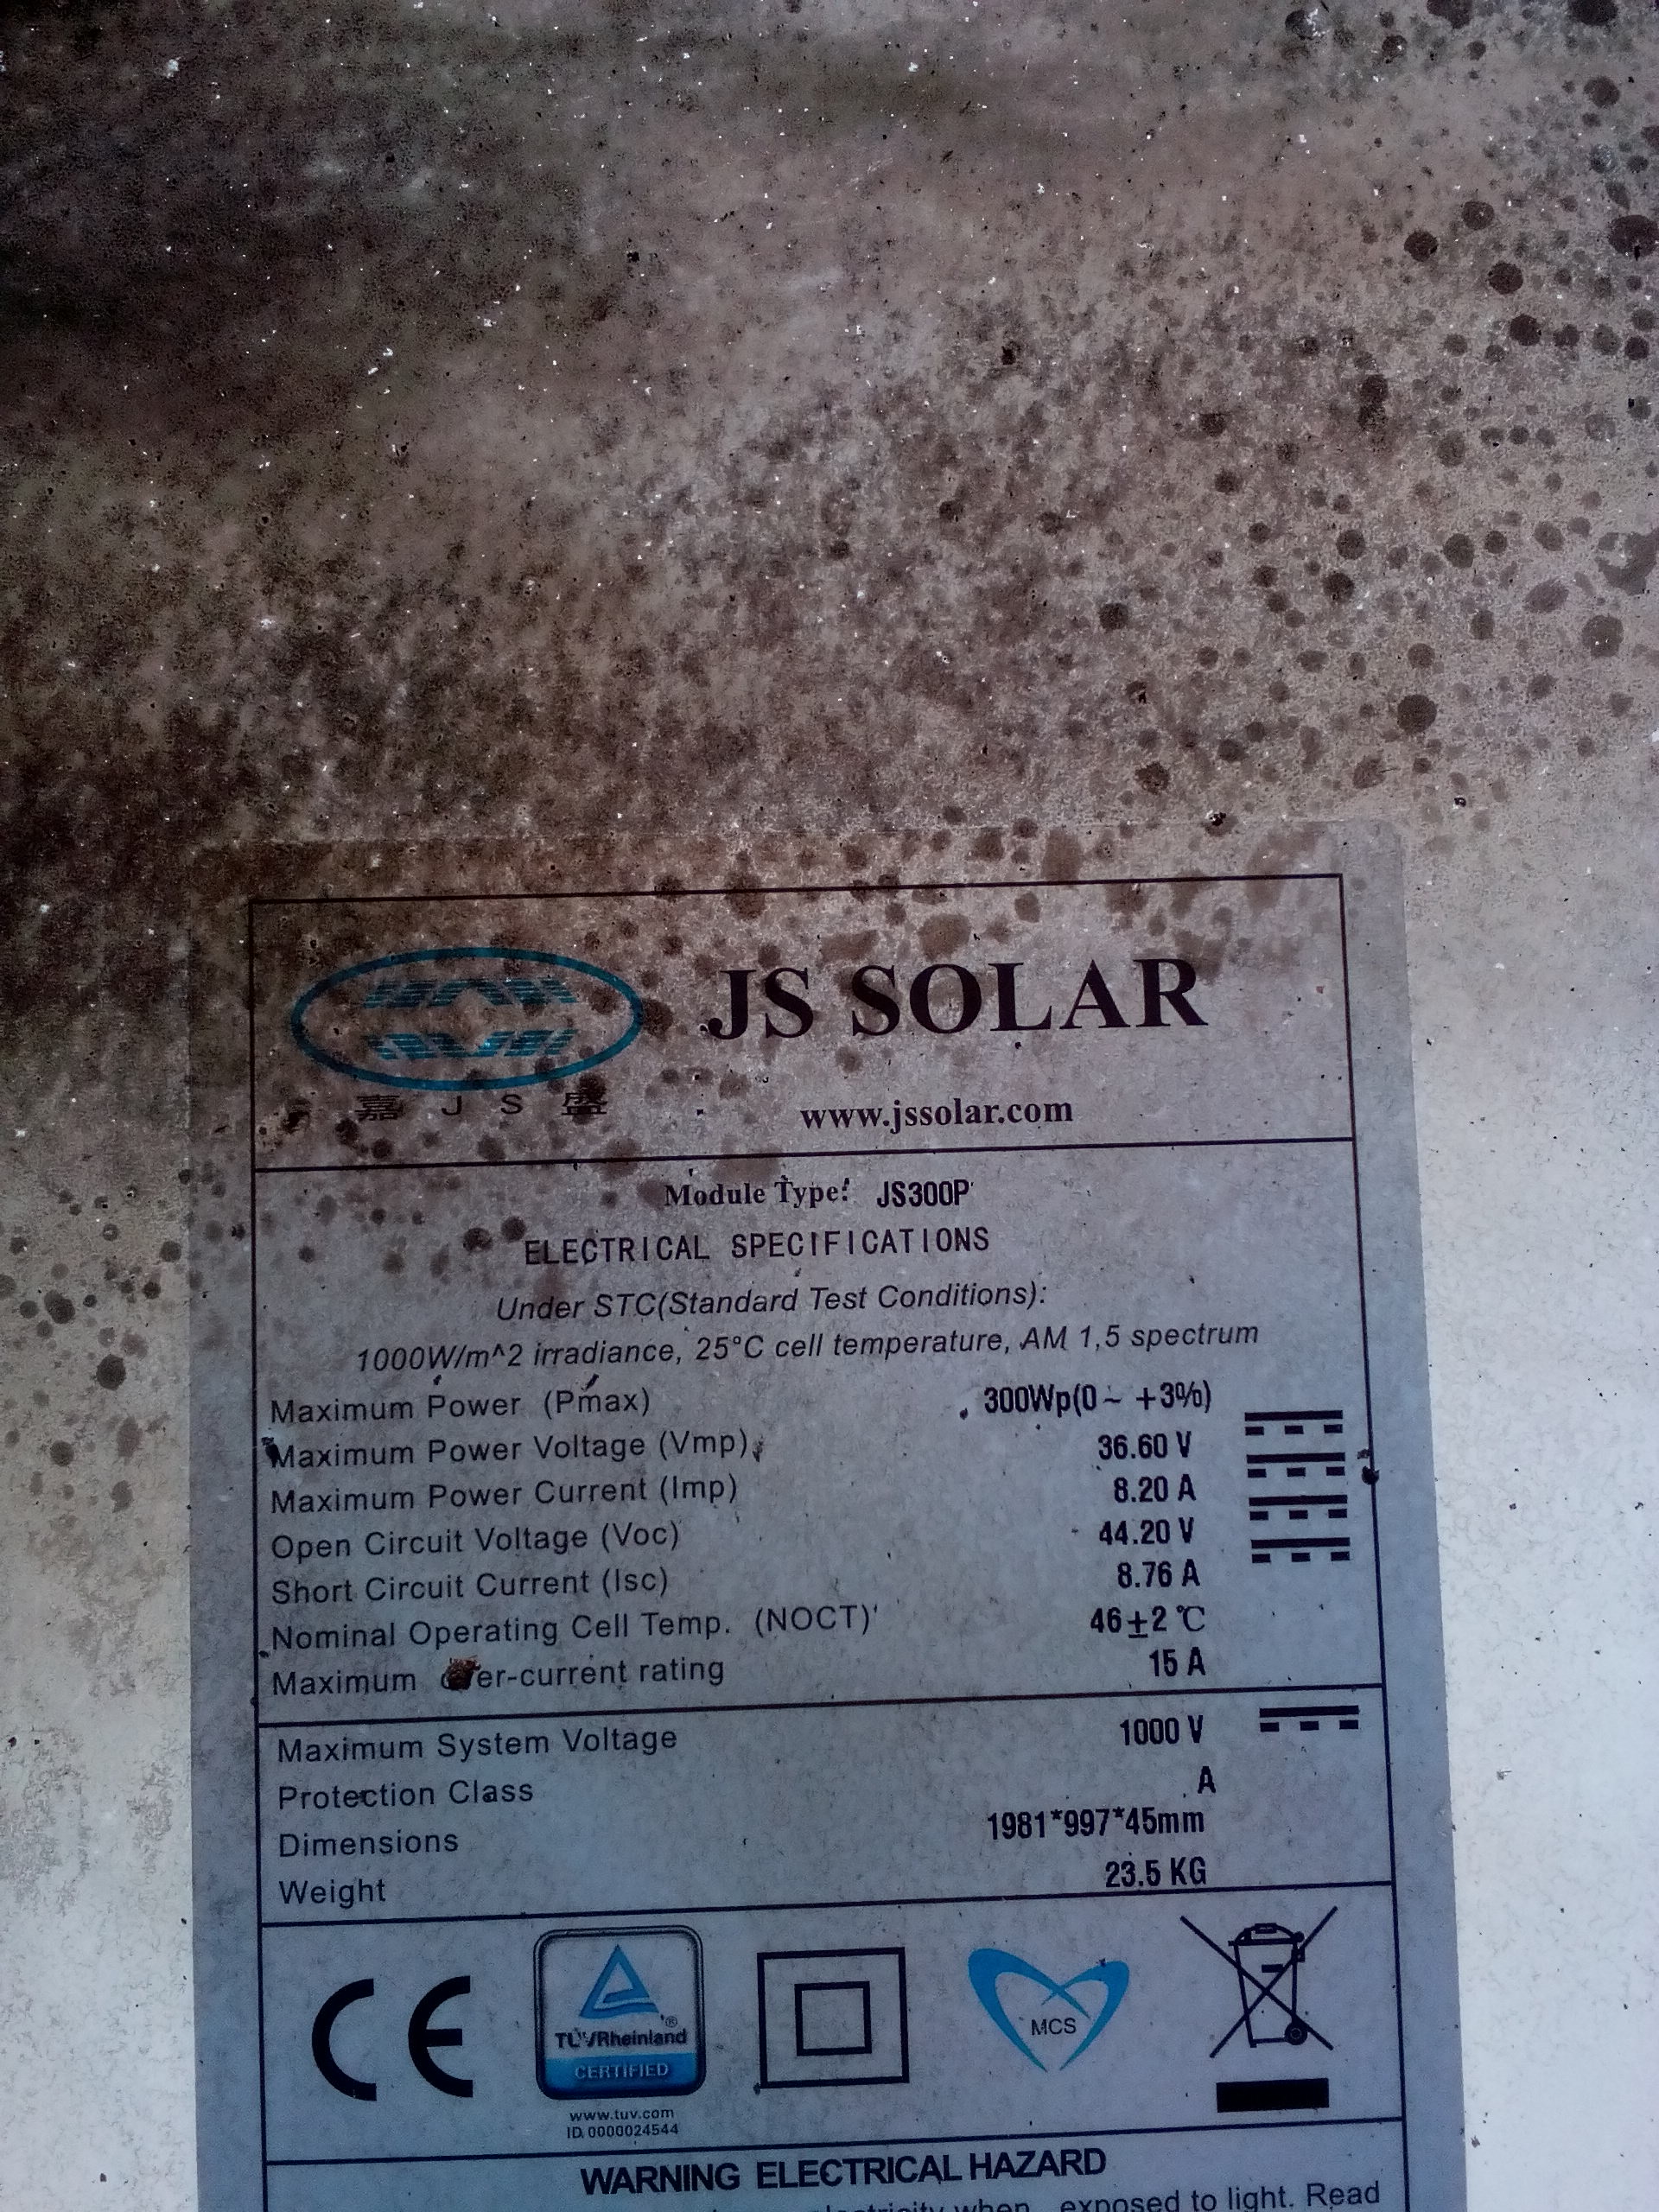 JS SOLAR
嘉 J S 盛
www.jssolar.com
Module Type: JS300P
ELECTRICAL SPECIFICATIONS
Under STC(Standard Test Conditions):
1000W/m^2 irradiance, 25°C cell temperature, AM 1,5 spectrum
Maximum Power (Pmax) 300Wp(0~ +3%)
Maximum Power Voltage (Vmp) 36.60 V
Maximum Power Current (Imp) 8.20 A
Open Circuit Voltage (Voc) 44.20 V
Short Circuit Current (Isc) 8.76 A
Nominal Operating Cell Temp. (NOCT) 46±2 ℃
Maximum er-current rating 15 A
Maximum System Voltage 1000 V
Protection Class A
Dimensions 1981*997*45mm
Weight 23.5 KG
CE
TÜVRheinland®
CERTIFIED
www.tuv.com
ID 0000024544
MCS
WARNING ELECTRICAL HAZARD
electricity when exposed to light. Read